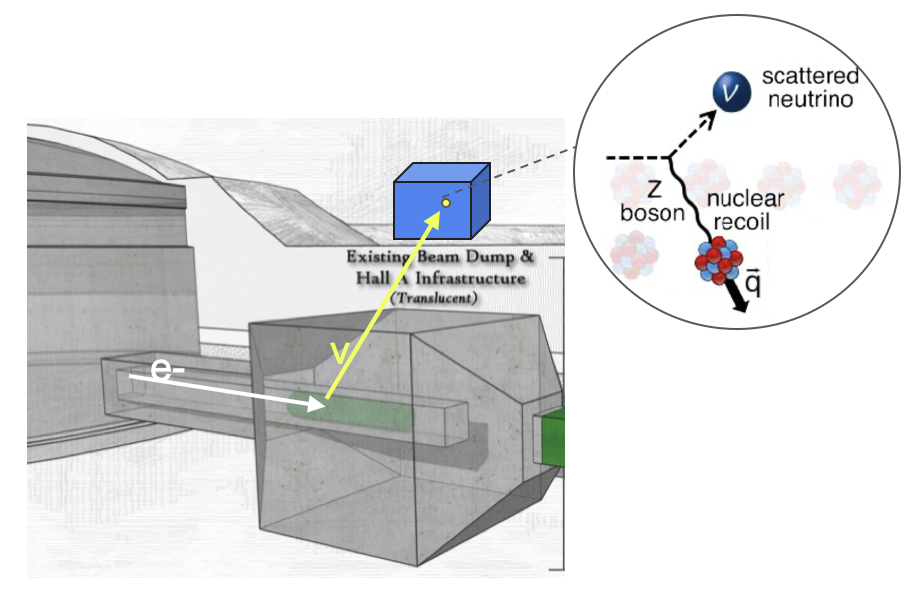 scattered
neutrino
ν
Z
boson
nuclear
recoil
q⃗
Existing Beam Dump &
Hall A Infrastructure
(Translucent)
ν
e-